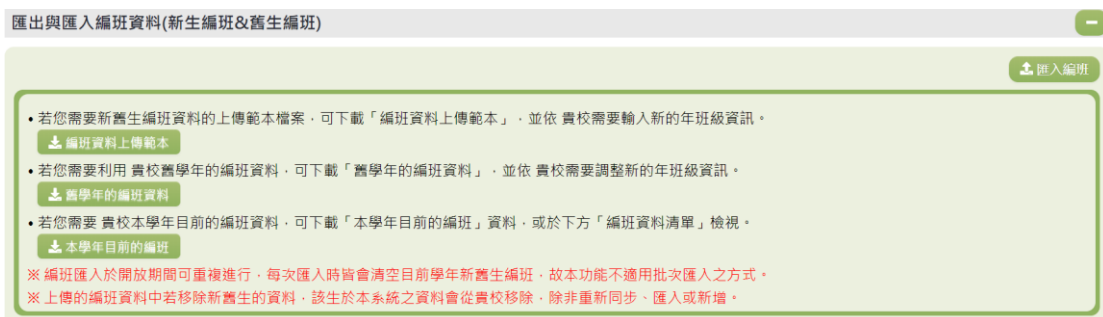 匯出與匯入編班資料(新生編班&舊生編班)
匯入編班
•若您需要新舊生編班資料的上傳範本檔案，可下載「編班資料上傳範本」，並依 貴校需要輸入新的年班級資訊。
編班資料上傳範本
•若您需要利用 貴校舊學年的編班資料，可下載「舊學年的編班資料」，並依 貴校需要調整新的年班級資訊。
舊學年的編班資料
•若您需要 貴校本學年目前的編班資料，可下載「本學年目前的編班」資料，或於下方「編班資料清單」檢視。
本學年目前的編班
※ 編班匯入於開放期間可重複進行，每次匯入時皆會清空目前學年新舊生編班，故本功能不適用批次匯入之方式。
※ 上傳的編班資料中若移除新舊生的資料，該生於本系統之資料會從貴校移除，除非重新同步、匯入或新增。